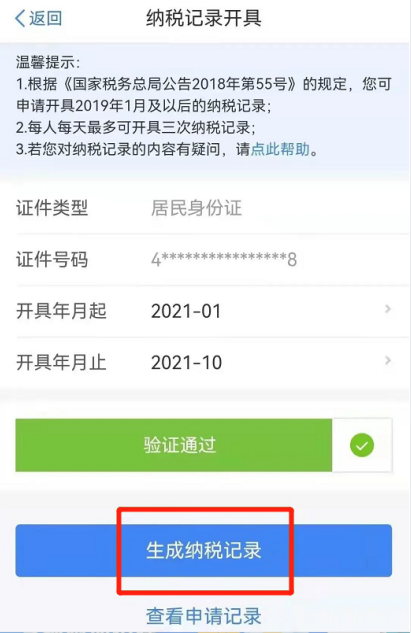 返回 纳税记录开具
温馨提示:
1.根据《国家税务总局公告2018年第55号》的规定，您可
申请开具2019年1月及以后的纳税记录；
2.每人每天最多可开具三次纳税记录；
3.若您对纳税记录的内容有疑问，请点此帮助。
证件类型 居民身份证
证件号码 4****************8
开具年月起 2021-01
开具年月止 2021-10
验证通过
生成纳税记录
查看申请记录